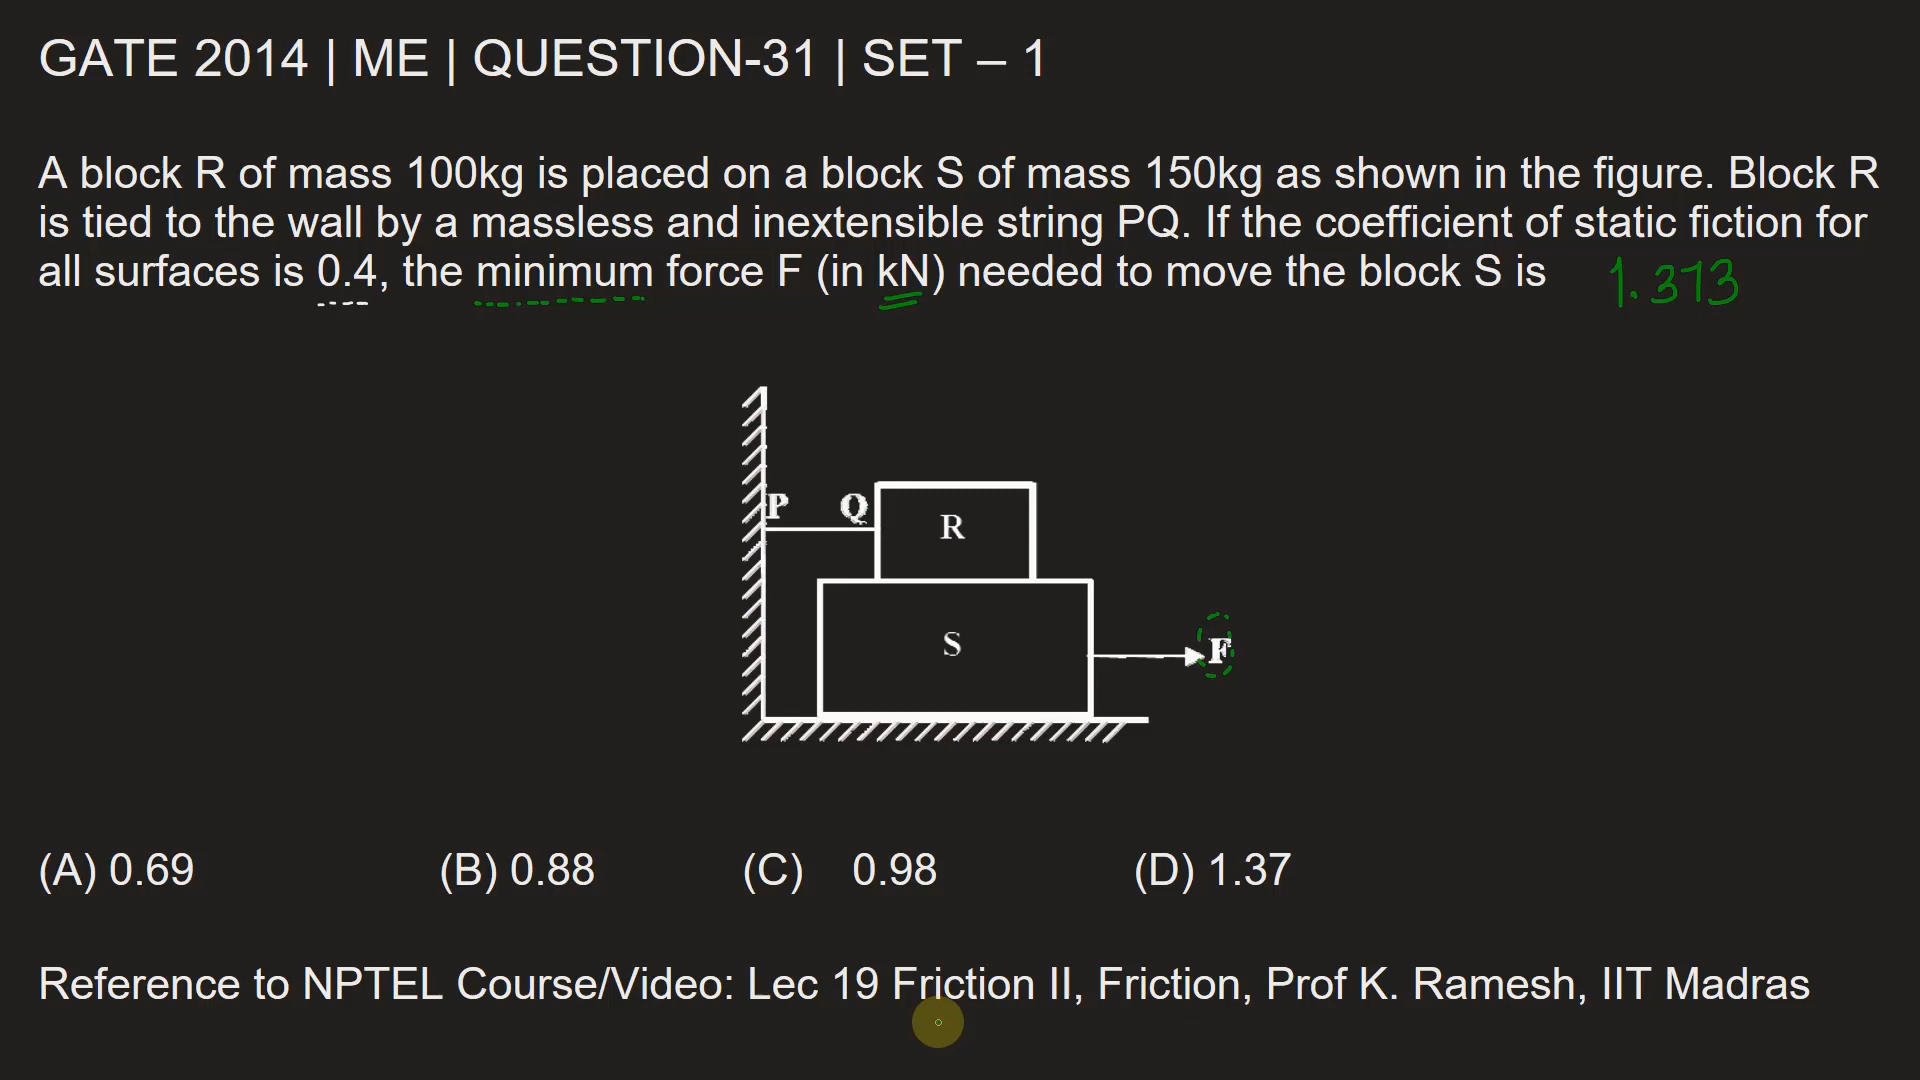 GATE 2014 | ME | QUESTION-31 | SET – 1
A block R of mass 100kg is placed on a block S of mass 150kg as shown in the figure. Block R
is tied to the wall by a massless and inextensible string PQ. If the coefficient of static fiction for
all surfaces is 0.4, the minimum force F (in kN) needed to move the block S is 1.373
P Q
R
S
F
(A) 0.69 (B) 0.88 (C) 0.98 (D) 1.37
Reference to NPTEL Course/Video: Lec 19 Friction II, Friction, Prof K. Ramesh, IIT Madras